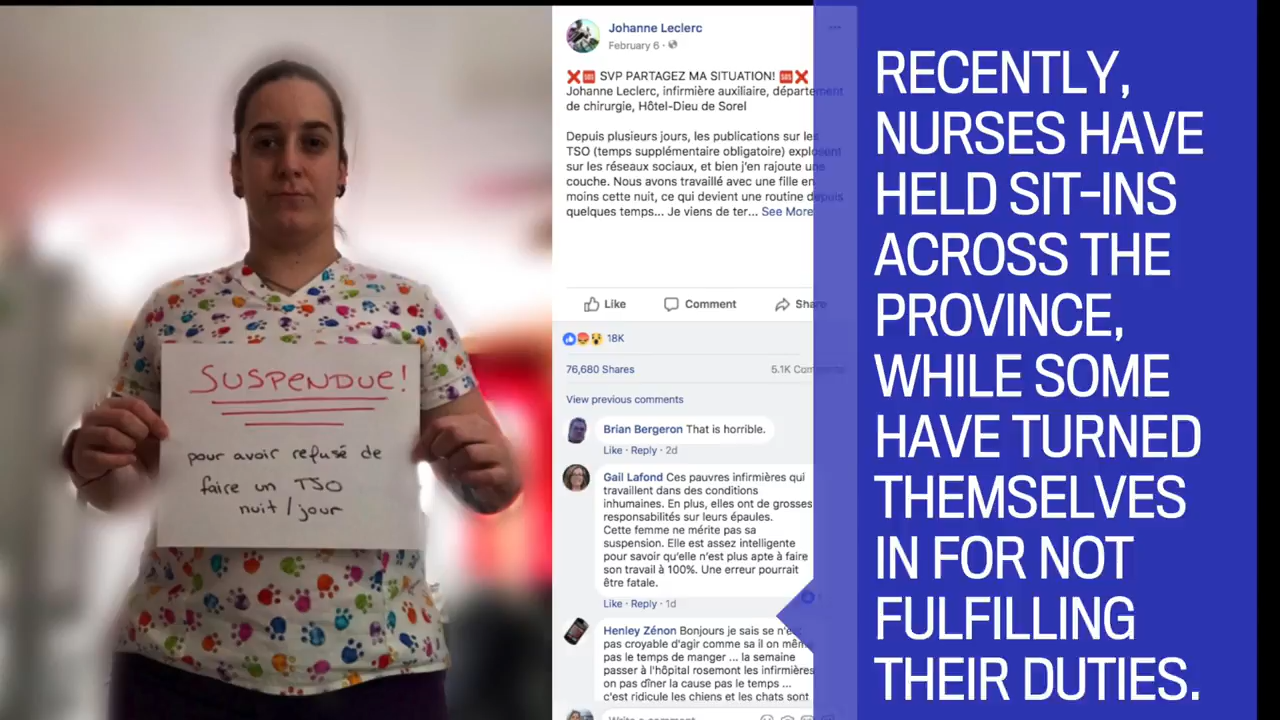 SUSPENDUE!
pour avoir refusé de
faire un TSO
nuit / jour
Johanne Leclerc
February 6
SVP PARTAGEZ MA SITUATION!
Johanne Leclerc, infirmière auxiliaire, département
de chirurgie, Hôtel-Dieu de Sorel
Depuis plusieurs jours, les publications sur les
TSO (temps supplémentaire obligatoire) explosent
sur les réseaux sociaux, et bien j'en rajoute une
couche. Nous avons travaillé avec une fille en
moins cette nuit, ce qui devient une routine depuis
quelques temps... Je viens de ter... See More
Like Comment Share
18K
76,680 Shares 5.1K Comments
View previous comments
Brian Bergeron That is horrible.
Like · Reply · 2d
Gail Lafond Ces pauvres infirmières qui
travaillent dans des conditions
inhumaines. En plus, elles ont de grosses
responsabilités sur leurs épaules.
Cette femme ne mérite pas sa
suspension. Elle est assez intelligente
pour savoir qu'elle n'est plus apte à faire
son travail à 100%. Une erreur pourrait
être fatale.
Like · Reply · 1d
Henley Zénon Bonjours je sais se n'est
pas croyable d'agir comme sa il on même
pas le temps de manger ... la semaine
passer à l'hôpital rosemont les infirmières
on pas dîner la cause pas le temps ...
c'est ridicule les chiens et les chats sont
Write a comment...
RECENTLY,
NURSES HAVE
HELD SIT-INS
ACROSS THE
PROVINCE,
WHILE SOME
HAVE TURNED
THEMSELVES
IN FOR NOT
FULFILLING
THEIR DUTIES.